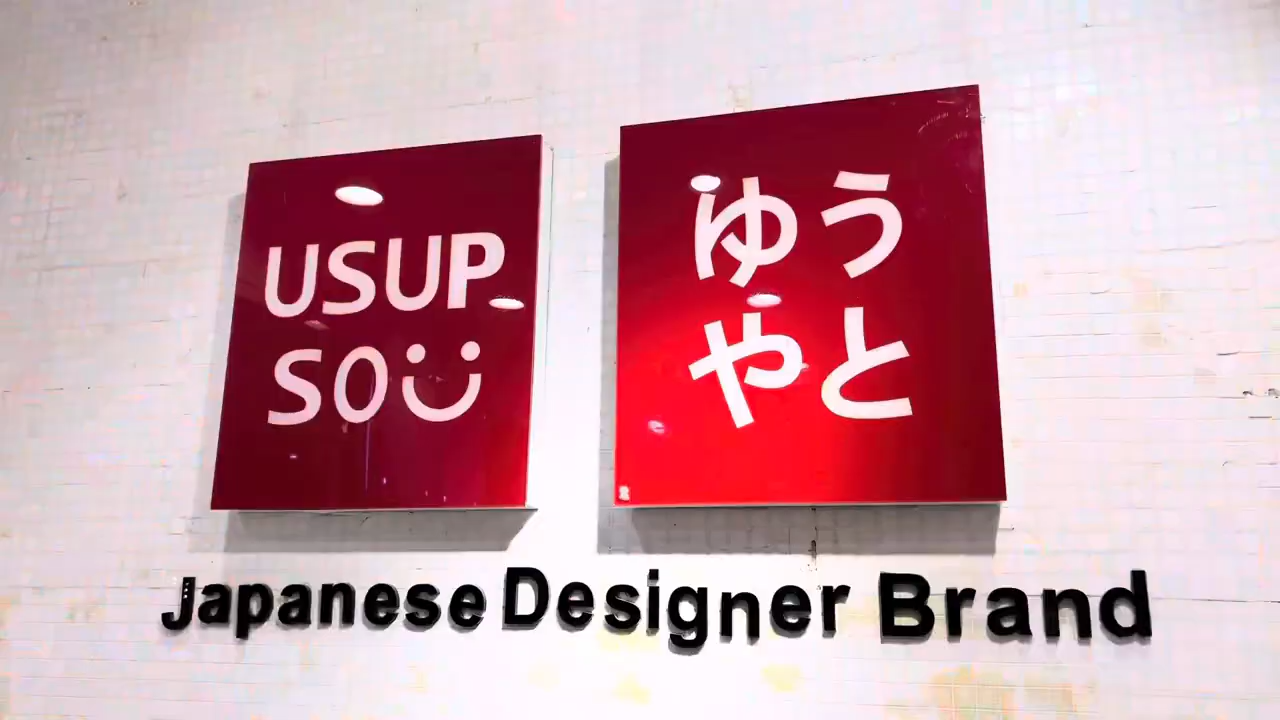 USUP
SO
ゆう
やと
Japanese Designer Brand